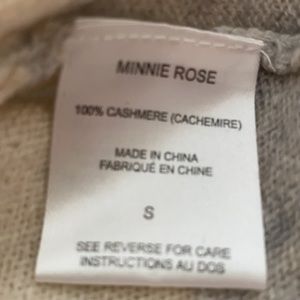 MINNIE ROSE
100% CASHMERE (CACHEMIRE)
MADE IN CHINA
FABRIQUÉ EN CHINE
S
SEE REVERSE FOR CARE
INSTRUCTIONS AU DOS